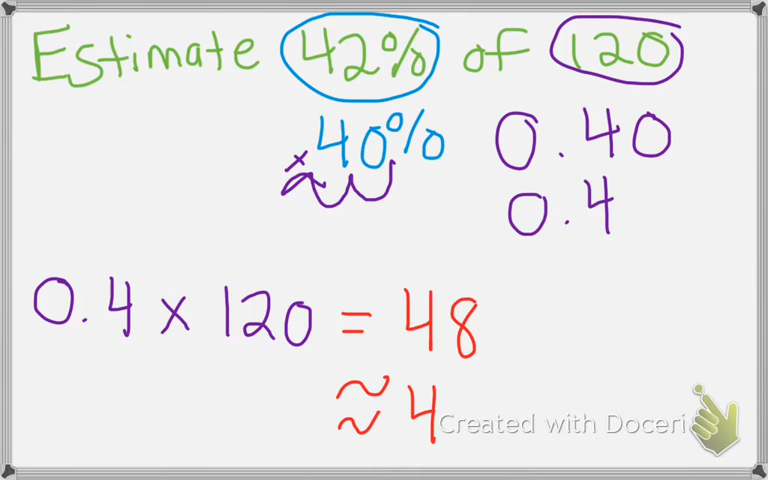 Estimate 42% of 120
40% 0.40
0.4
0.4 x 120 = 48
≈ 4
Created with Doceri